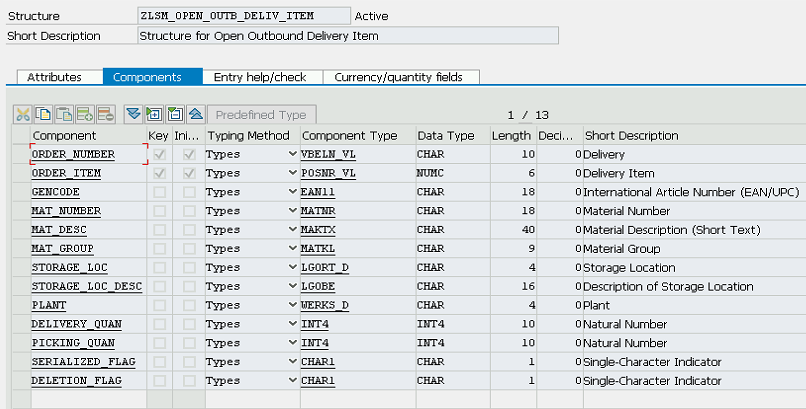 Structure ZLSM_OPEN_OUTB_DELIV_ITEM Active
Short Description Structure for Open Outbound Delivery Item
Attributes Components Entry help/check Currency/quantity fields
Predefined Type 1 / 13
Component Key Ini... Typing Method Component Type Data Type Length Deci... Short Description
ORDER_NUMBER Types VBELN_VL CHAR 10 0 Delivery
ORDER_ITEM Types POSNR_VL NUMC 6 0 Delivery Item
GENCODE Types EAN11 CHAR 18 0 International Article Number (EAN/UPC)
MAT_NUMBER Types MATNR CHAR 18 0 Material Number
MAT_DESC Types MAKTX CHAR 40 0 Material Description (Short Text)
MAT_GROUP Types MATKL CHAR 9 0 Material Group
STORAGE_LOC Types LGORT_D CHAR 4 0 Storage Location
STORAGE_LOC_DESC Types LGOBE CHAR 16 0 Description of Storage Location
PLANT Types WERKS_D CHAR 4 0 Plant
DELIVERY_QUAN Types INT4 INT4 10 0 Natural Number
PICKING_QUAN Types INT4 INT4 10 0 Natural Number
SERIALIZED_FLAG Types CHAR1 CHAR 1 0 Single-Character Indicator
DELETION_FLAG Types CHAR1 CHAR 1 0 Single-Character Indicator